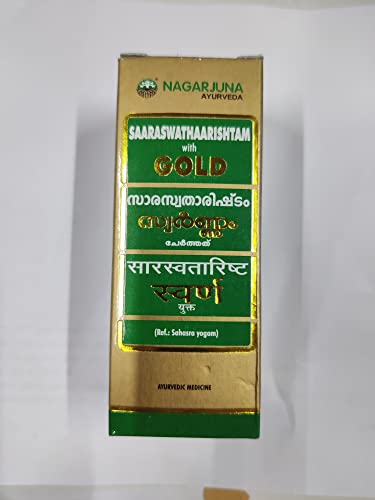 NAGARJUNA
AYURVEDA
SAARASWATHAARISHTAM
with
GOLD
സാരസ്വതാരിഷ്ടം
സ്വർണ്ണം
ചേർത്തത്
सारस्वतारिष्ट
स्वर्ण
युक्त
(Ref.: Sahasra yogam)
AYURVEDIC MEDICINE